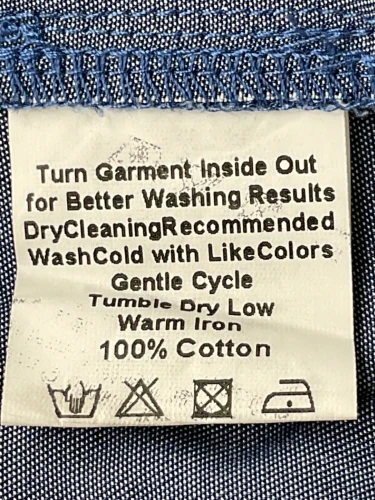 Turn Garment Inside Out
for Better Washing Results
DryCleaningRecommended
WashCold with LikeColors
Gentle Cycle
Tumble Dry Low
Warm Iron
100% Cotton